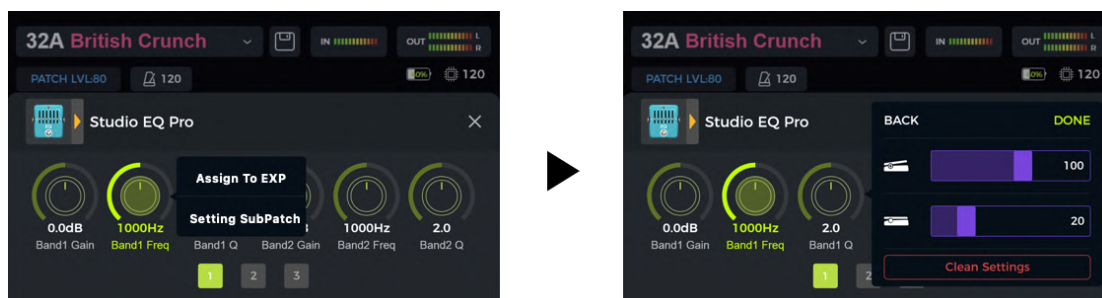 32A British Crunch
IN
OUT
L
R
PATCH LVL:80
120
120
Studio EQ Pro
Assign To EXP
Setting SubPatch
0.0dB
1000Hz
1000Hz
2.0
Band1 Gain
Band1 Freq
Band1 Q
Band2 Gain
Band2 Freq
Band2 Q
1
2
3
32A British Crunch
IN
OUT
L
R
PATCH LVL:80
120
120
Studio EQ Pro
BACK
DONE
100
20
Clean Settings
0.0dB
1000Hz
2.0
Band1 Gain
Band1 Freq
Band1 Q
1
2